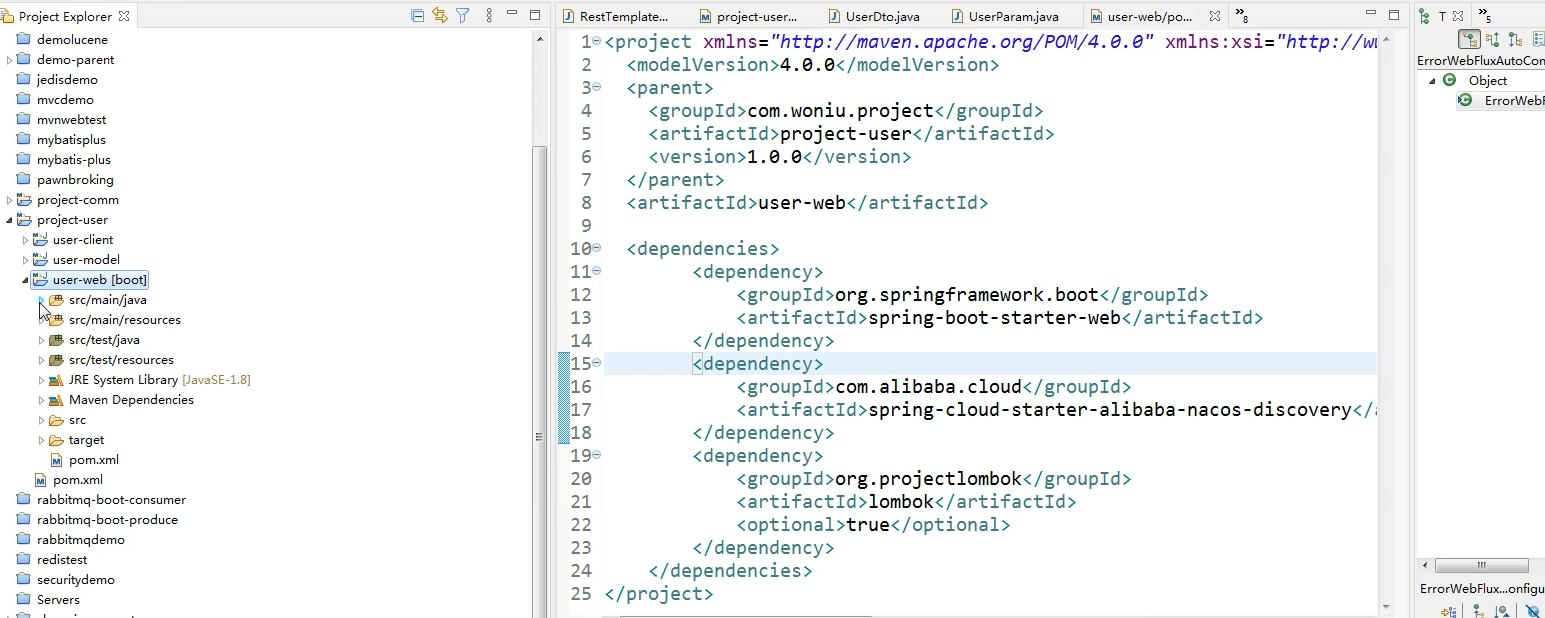 Project Explorer
demolucene
demo-parent
jedisdemo
mvcdemo
mvnwebtest
mybatisplus
mybatis-plus
pawnbroking
project-comm
project-user
user-client
user-model
user-web [boot]
src/main/java
src/main/resources
src/test/java
src/test/resources
JRE System Library [JavaSE-1.8]
Maven Dependencies
src
target
pom.xml
pom.xml
rabbitmq-boot-consumer
rabbitmq-boot-produce
rabbitmqdemo
redistest
securitydemo
Servers
RestTemplate... project-user... UserDto.java UserParam.java user-web/po... »8
1 <project xmlns="http://maven.apache.org/POM/4.0.0" xmlns:xsi="http://w
2 <modelVersion>4.0.0</modelVersion>
3 <parent>
4 <groupId>com.woniu.project</groupId>
5 <artifactId>project-user</artifactId>
6 <version>1.0.0</version>
7 </parent>
8 <artifactId>user-web</artifactId>
9
10 <dependencies>
11 <dependency>
12 <groupId>org.springframework.boot</groupId>
13 <artifactId>spring-boot-starter-web</artifactId>
14 </dependency>
15 <dependency>
16 <groupId>com.alibaba.cloud</groupId>
17 <artifactId>spring-cloud-starter-alibaba-nacos-discovery</
18 </dependency>
19 <dependency>
20 <groupId>org.projectlombok</groupId>
21 <artifactId>lombok</artifactId>
22 <optional>true</optional>
23 </dependency>
24 </dependencies>
25 </project>
T »5
ErrorWebFluxAutoCon
Object
ErrorWebF
ErrorWebFlux...onfigu